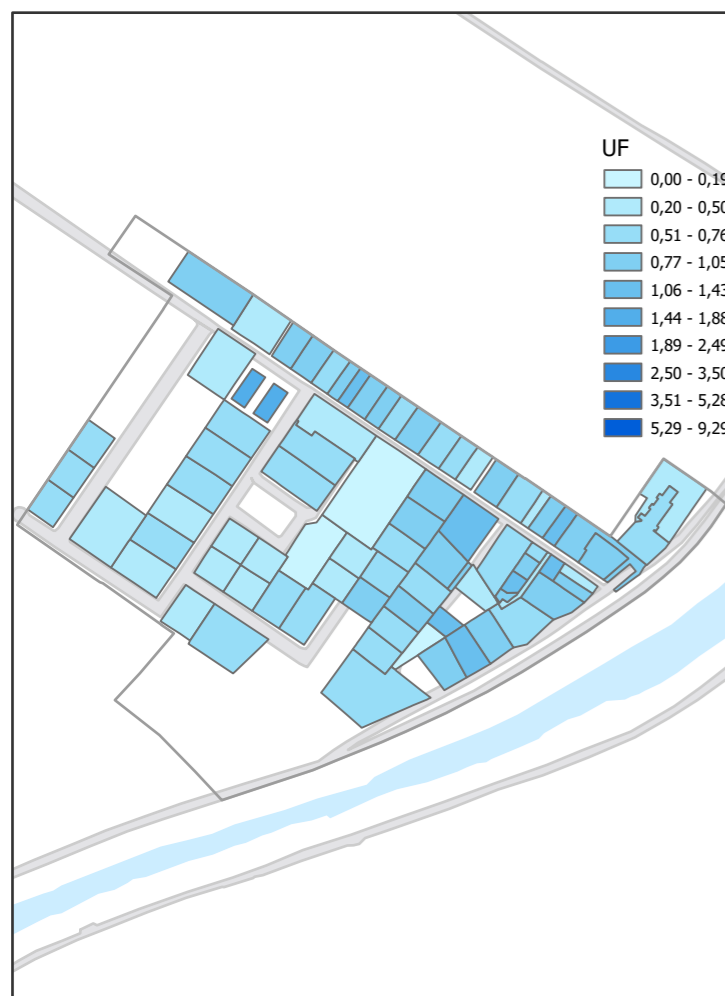 UF
0,00 - 0,19
0,20 - 0,50
0,51 - 0,76
0,77 - 1,05
1,06 - 1,43
1,44 - 1,88
1,89 - 2,49
2,50 - 3,50
3,51 - 5,28
5,29 - 9,29